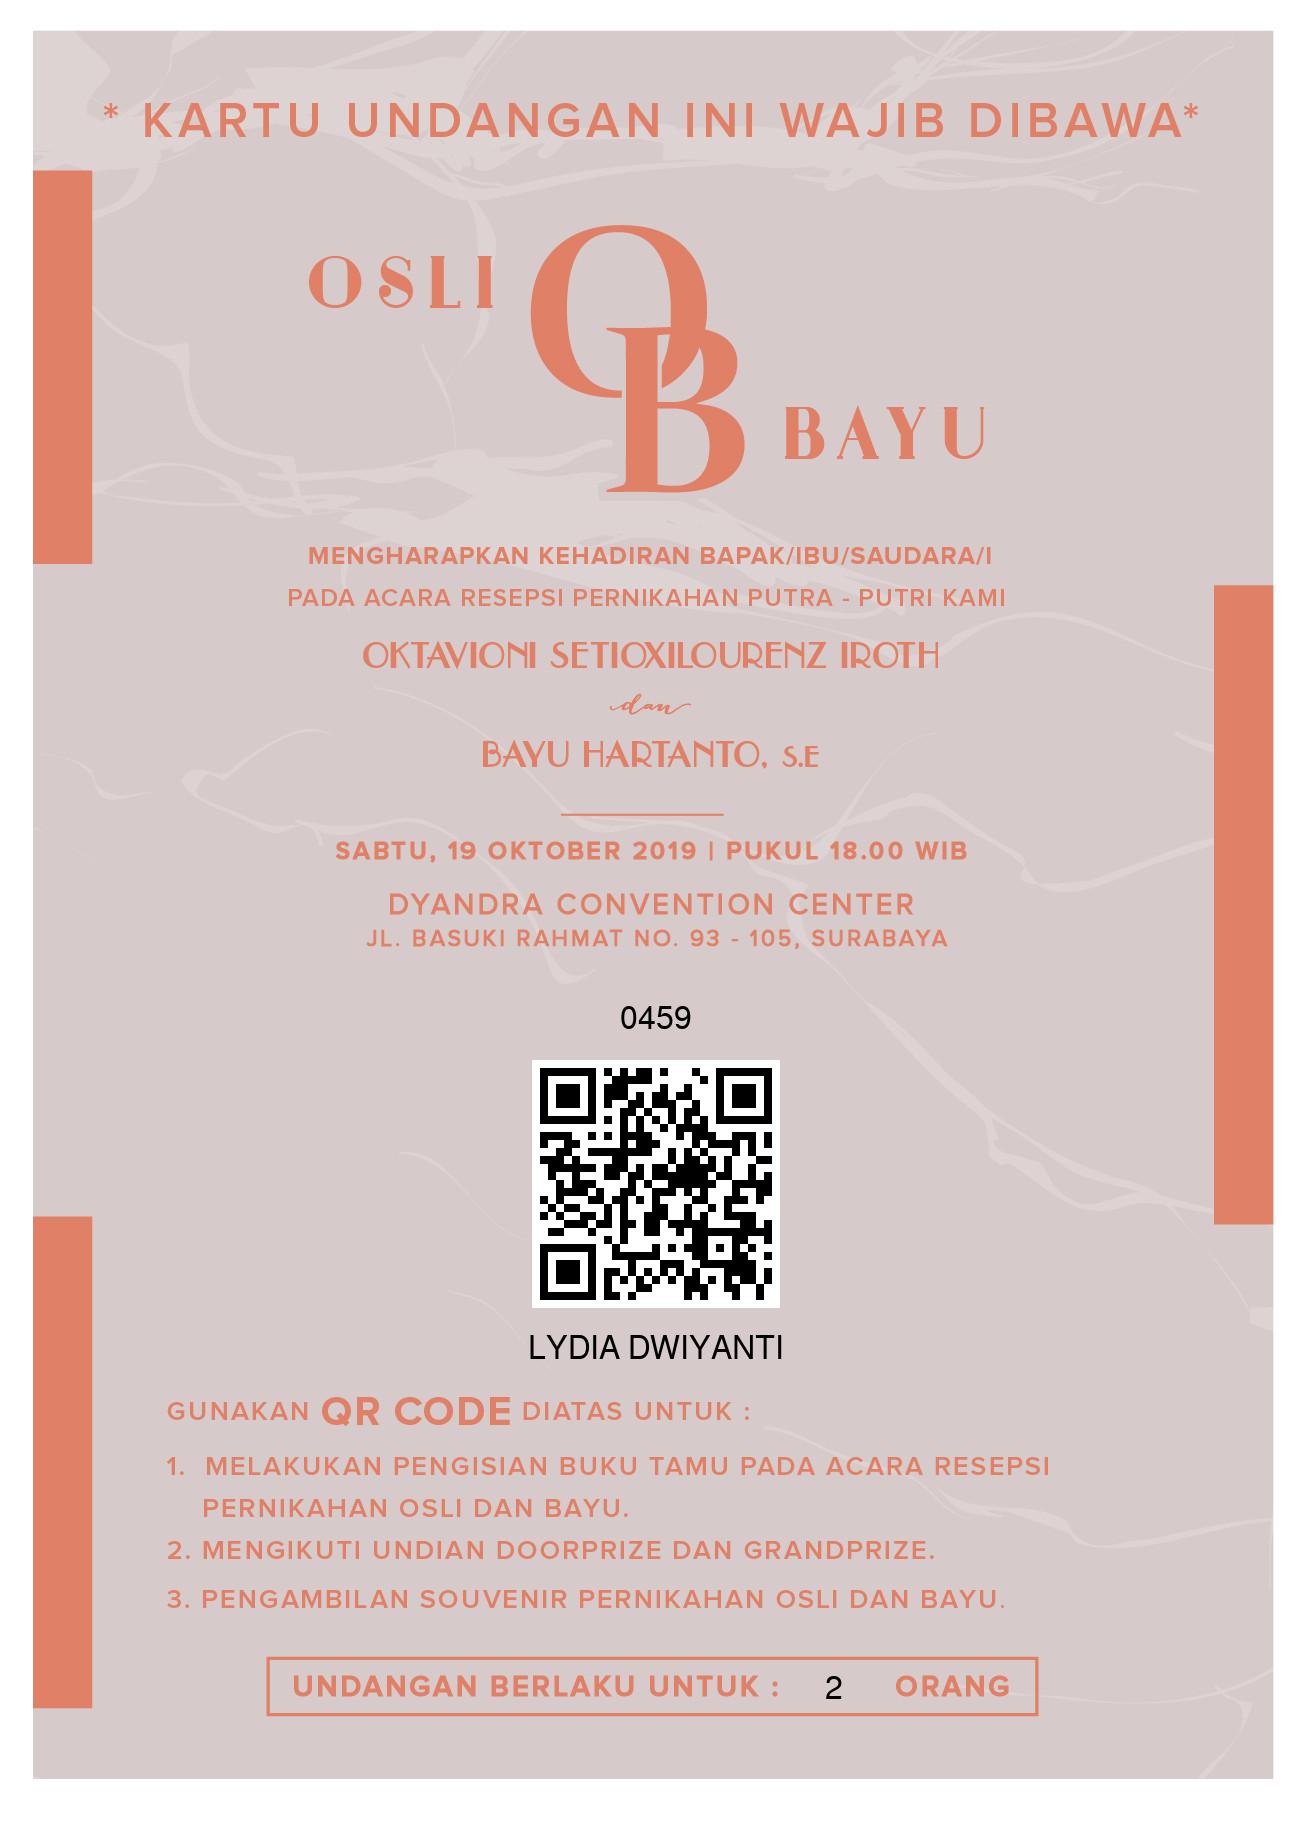 * KARTU UNDANGAN INI WAJIB DIBAWA*
OSLI
OB
BAYU
MENGHARAPKAN KEHADIRAN BAPAK/IBU/SAUDARA/I
PADA ACARA RESEPSI PERNIKAHAN PUTRA - PUTRI KAMI
OKTAVIONI SETIOXILOURENZ IROTH
dan
BAYU HARTANTO, S.E
SABTU, 19 OKTOBER 2019 | PUKUL 18.00 WIB
DYANDRA CONVENTION CENTER
JL. BASUKI RAHMAT NO. 93 - 105, SURABAYA
0459
LYDIA DWIYANTI
GUNAKAN QR CODE DIATAS UNTUK :
1. MELAKUKAN PENGISIAN BUKU TAMU PADA ACARA RESEPSI
PERNIKAHAN OSLI DAN BAYU.
2. MENGIKUTI UNDIAN DOORPRIZE DAN GRANDPRIZE.
3. PENGAMBILAN SOUVENIR PERNIKAHAN OSLI DAN BAYU.
UNDANGAN BERLAKU UNTUK : 2 ORANG